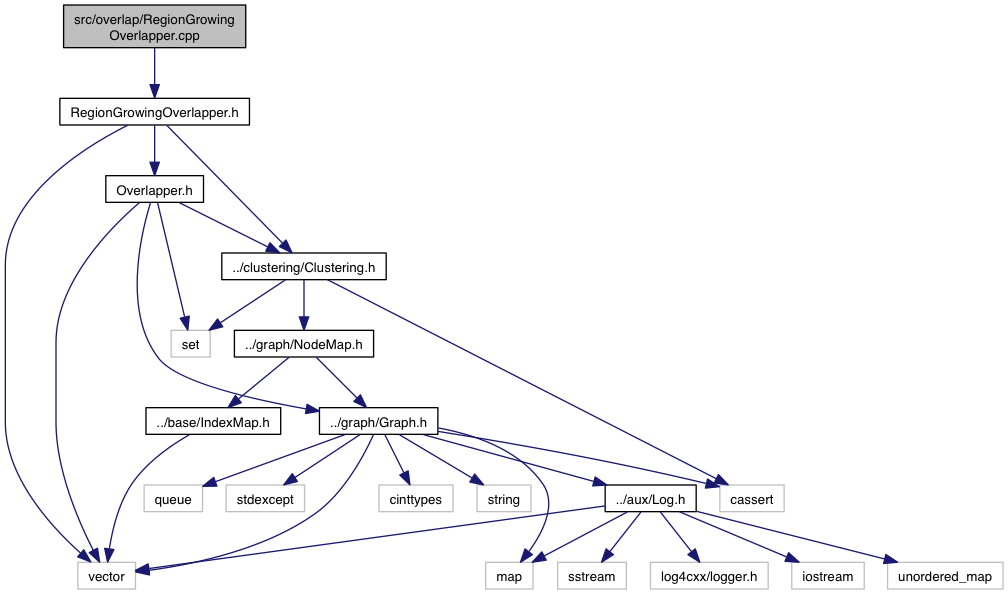 src/overlap/RegionGrowing
Overlapper.cpp
RegionGrowingOverlapper.h
Overlapper.h
../clustering/Clustering.h
set
../graph/NodeMap.h
../base/IndexMap.h
../graph/Graph.h
queue
stdexcept
cinttypes
string
../aux/Log.h
cassert
vector
map
sstream
log4cxx/logger.h
iostream
unordered_map